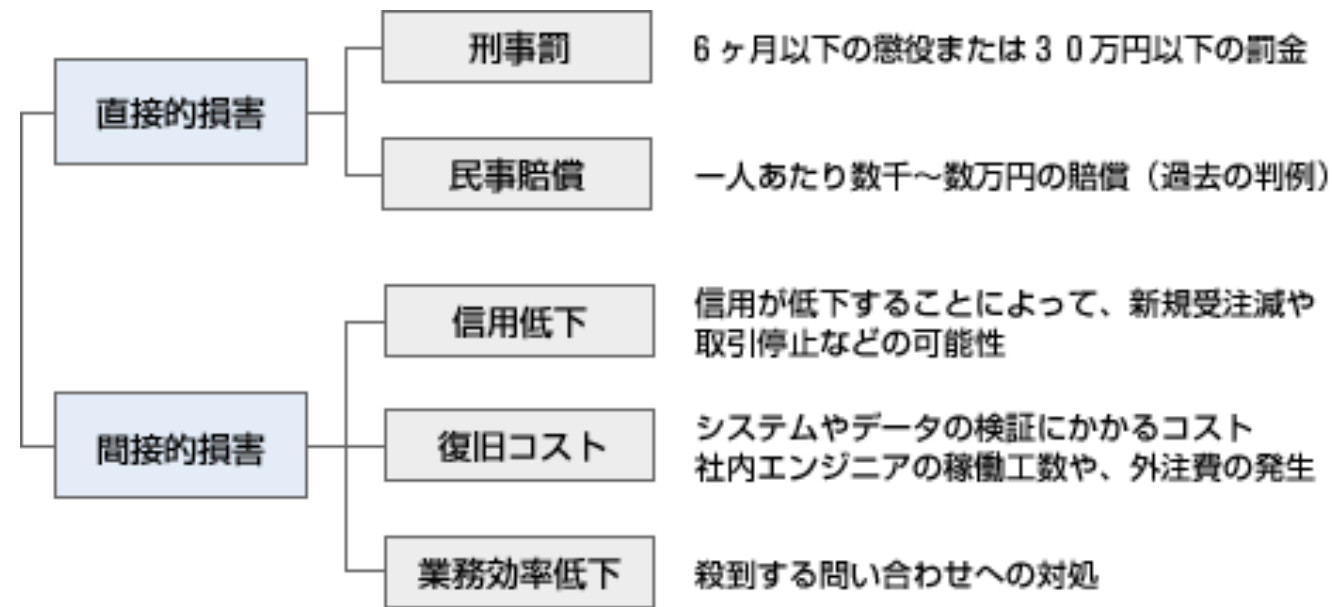 直接的損害
刑事罰
6ヶ月以下の懲役または30万円以下の罰金
民事賠償
一人あたり数千～数万円の賠償（過去の判例）
間接的損害
信用低下
信用が低下することによって、新規受注減や
取引停止などの可能性
復旧コスト
システムやデータの検証にかかるコスト
社内エンジニアの稼働工数や、外注費の発生
業務効率低下
殺到する問い合わせへの対処